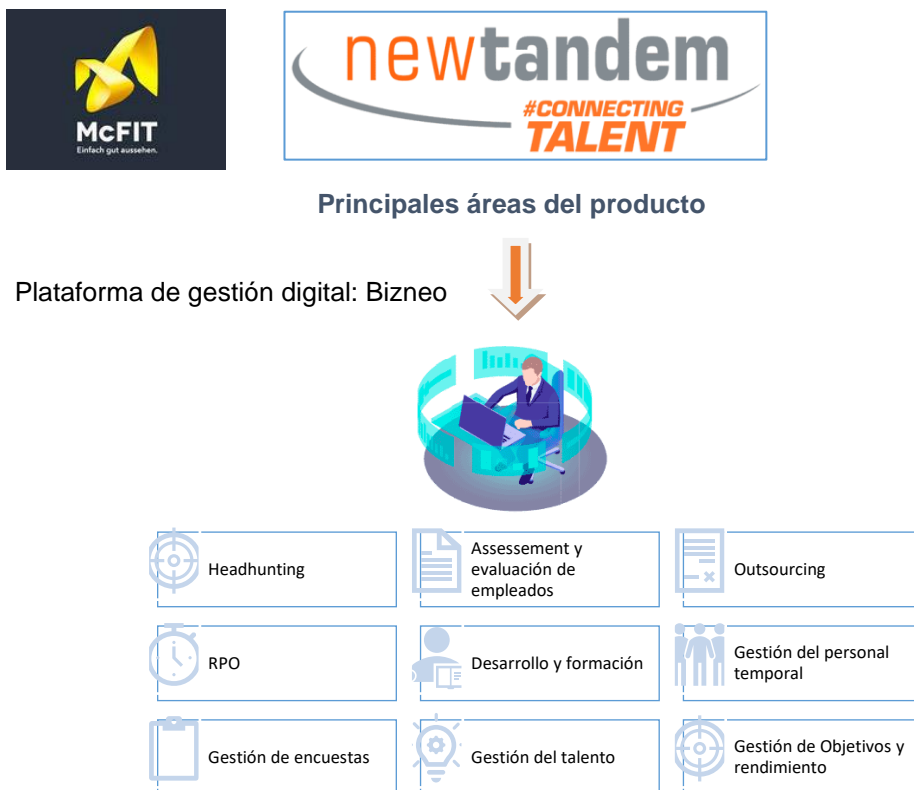 McFIT
Einfach gut aussehen.
newtandem
#CONNECTING
TALENT
Principales áreas del producto
Plataforma de gestión digital: Bizneo
Headhunting
Assessement y
evaluación de
empleados
Outsourcing
RPO
Desarrollo y formación
Gestión del personal
temporal
Gestión de encuestas
Gestión del talento
Gestión de Objetivos y
rendimiento